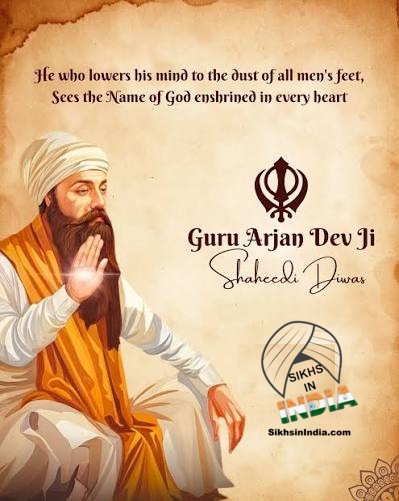 He who lowers his mind to the dust of all men's feet,
Sees the Name of God enshrined in every heart
Guru Arjan Dev Ji
Shaheedi Diwas
SIKHS
IN
INDIA
SikhsinIndia.com